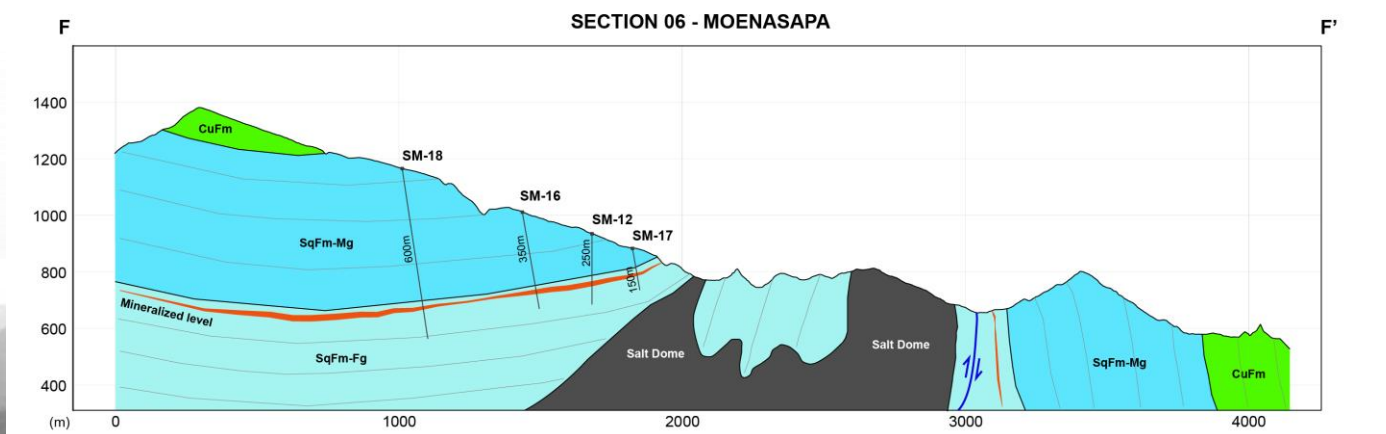 SECTION 06 - MOENASAPA
F
F'
1400
1200
1000
800
600
400
(m)
0
1000
2000
3000
4000
CuFm
SM-18
SM-16
SM-12
SM-17
600m
350m
250m
150m
SqFm-Mg
Mineralized level
SqFm-Fg
Salt Dome
Salt Dome
SqFm-Mg
CuFm